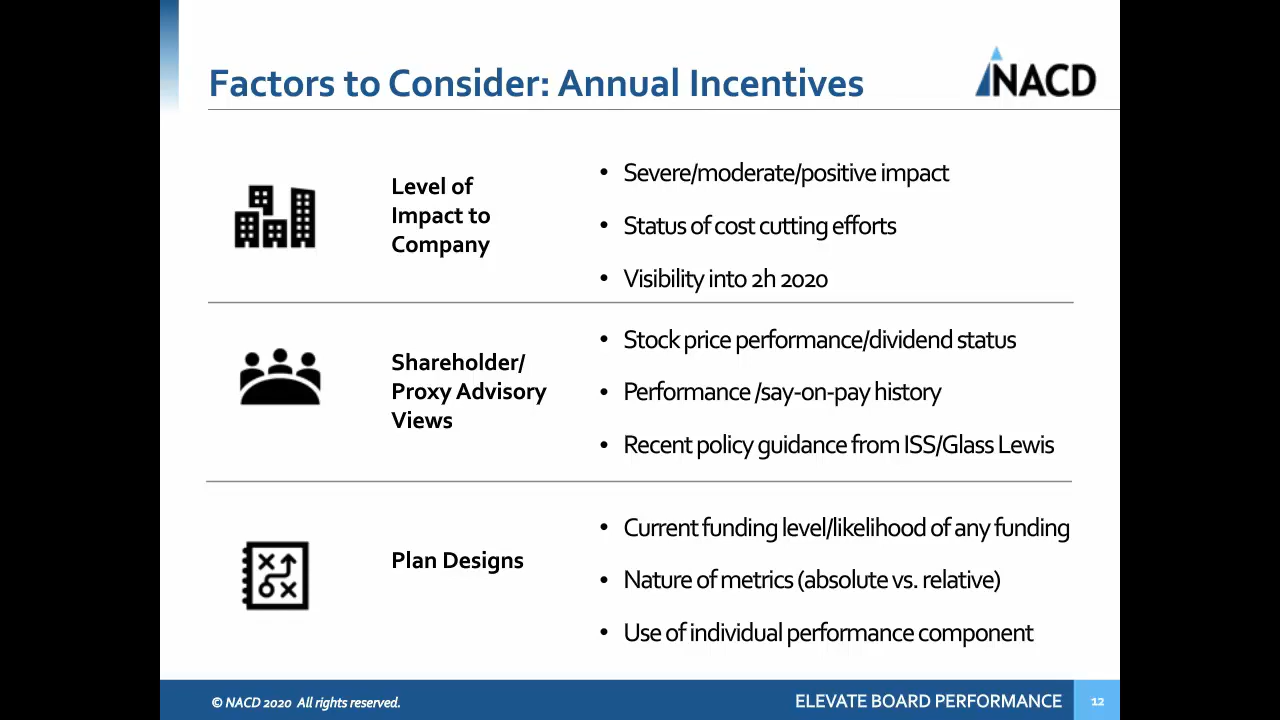 Factors to Consider: Annual Incentives
NACD
Level of
Impact to
Company
• Severe/moderate/positive impact
• Status of cost cutting efforts
• Visibility into 2h 2020
Shareholder/
Proxy Advisory
Views
• Stock price performance/dividend status
• Performance /say-on-pay history
• Recent policy guidance from ISS/Glass Lewis
Plan Designs
• Current funding level/likelihood of any funding
• Nature of metrics (absolute vs. relative)
• Use of individual performance component
© NACD 2020 All rights reserved.
ELEVATE BOARD PERFORMANCE
12